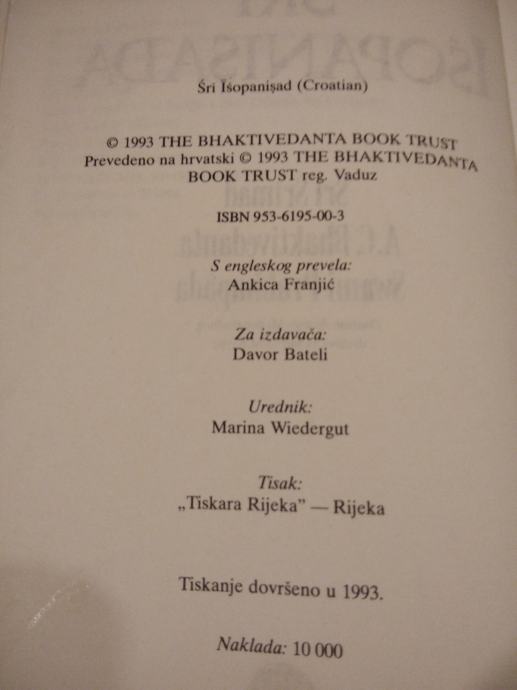 Śri Īśopaniṣad (Croatian)
© 1993 THE BHAKTIVEDANTA BOOK TRUST
Prevedeno na hrvatski © 1993 THE BHAKTIVEDANTA
BOOK TRUST reg. Vaduz
ISBN 953-6195-00-3
S engleskog prevela:
Ankica Franjić
Za izdavača:
Davor Bateli
Urednik:
Marina Wiedergut
Tisak:
„Tiskara Rijeka” — Rijeka
Tiskanje dovršeno u 1993.
Naklada: 10 000